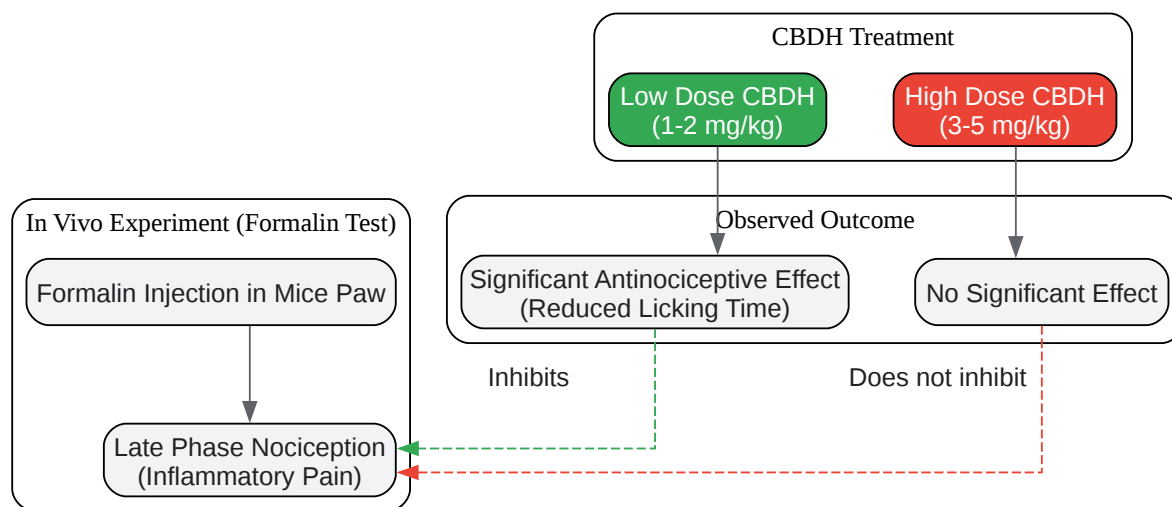 CBDH Treatment
Low Dose CBDH
(1-2 mg/kg)
High Dose CBDH
(3-5 mg/kg)
In Vivo Experiment (Formalin Test)
Formalin Injection in Mice Paw
Late Phase Nociception
(Inflammatory Pain)
Observed Outcome
Significant Antinociceptive Effect
(Reduced Licking Time)
No Significant Effect
Inhibits
Does not inhibit